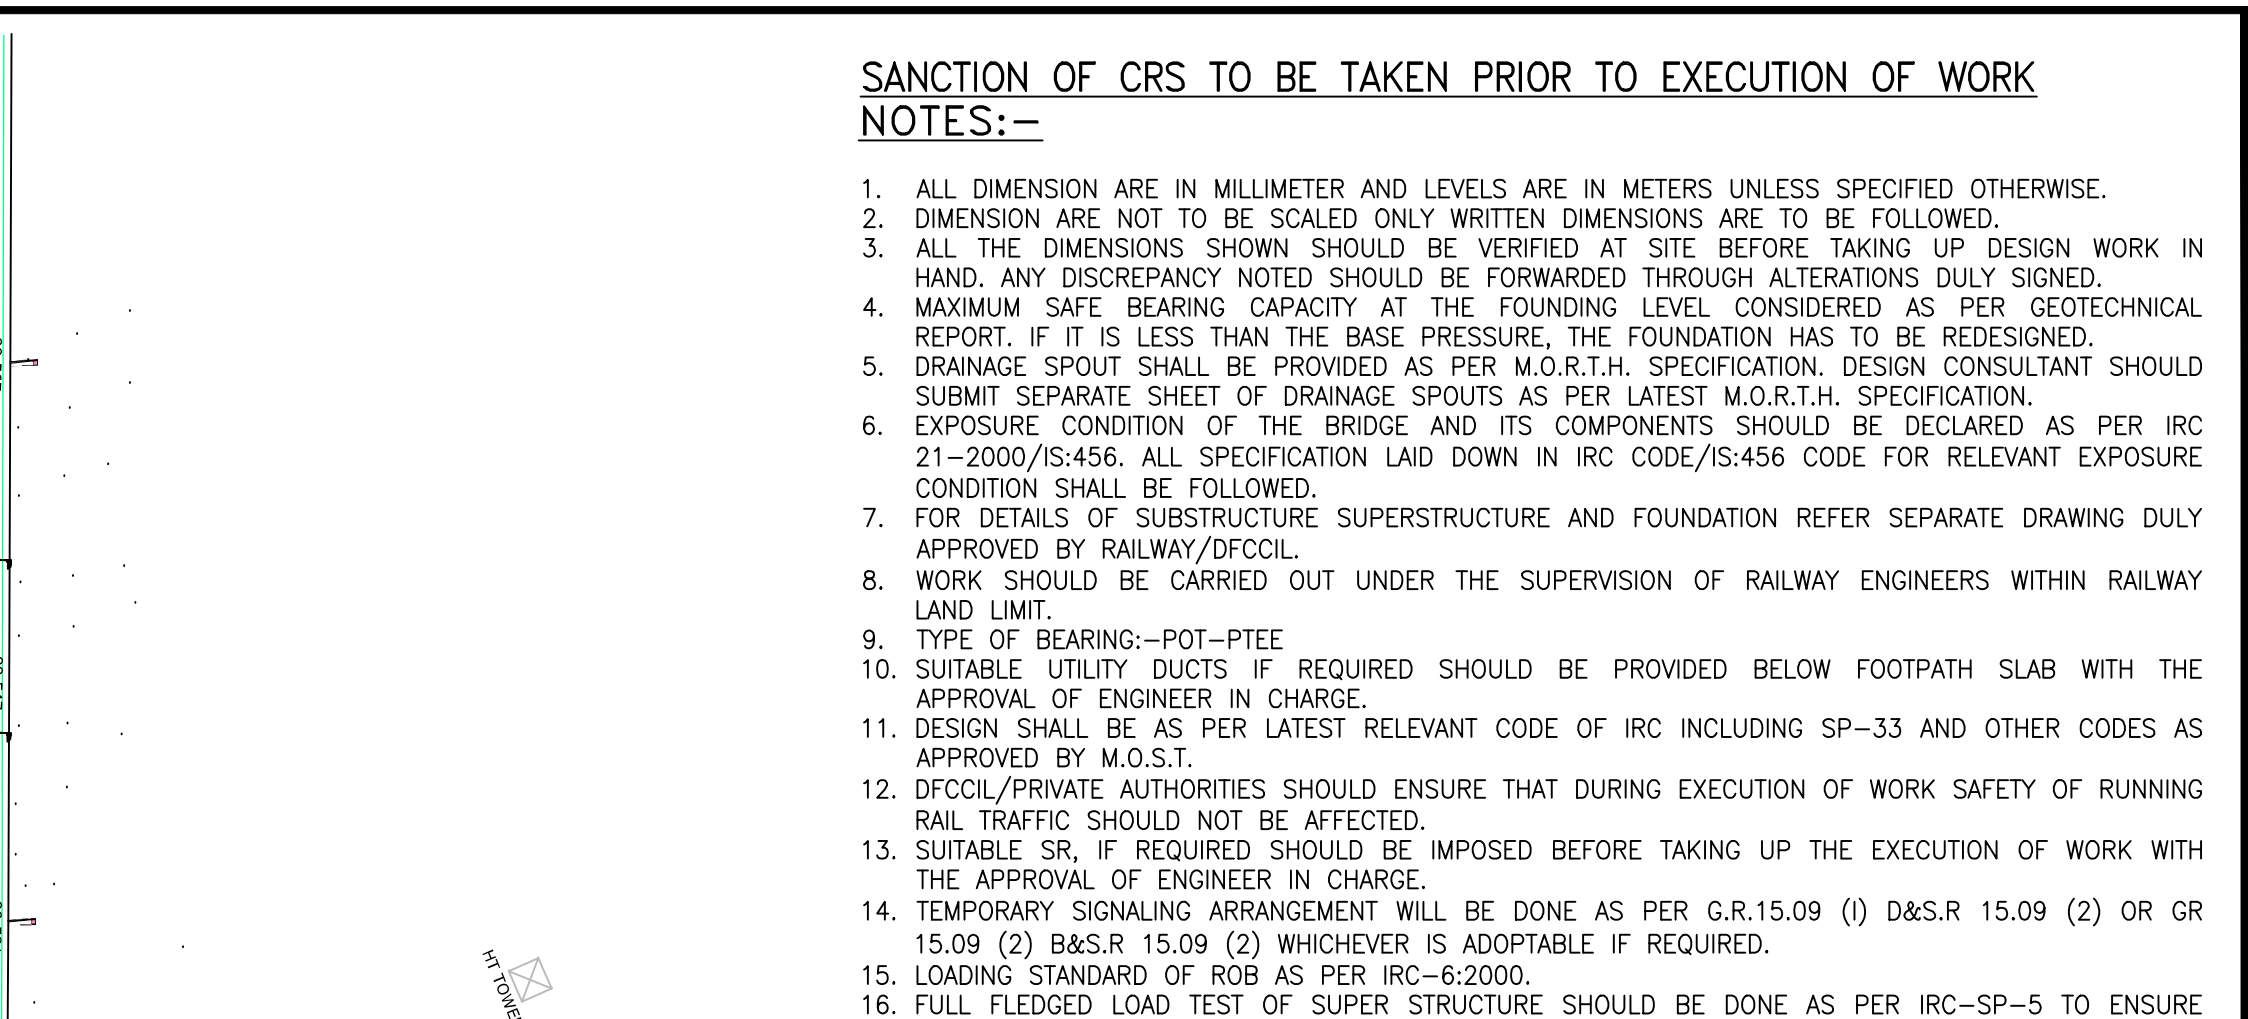 SANCTION OF CRS TO BE TAKEN PRIOR TO EXECUTION OF WORK
NOTES:-
1. ALL DIMENSION ARE IN MILLIMETER AND LEVELS ARE IN METERS UNLESS SPECIFIED OTHERWISE.
2. DIMENSION ARE NOT TO BE SCALED ONLY WRITTEN DIMENSIONS ARE TO BE FOLLOWED.
3. ALL THE DIMENSIONS SHOWN SHOULD BE VERIFIED AT SITE BEFORE TAKING UP DESIGN WORK IN
HAND. ANY DISCREPANCY NOTED SHOULD BE FORWARDED THROUGH ALTERATIONS DULY SIGNED.
4. MAXIMUM SAFE BEARING CAPACITY AT THE FOUNDING LEVEL CONSIDERED AS PER GEOTECHNICAL
REPORT. IF IT IS LESS THAN THE BASE PRESSURE, THE FOUNDATION HAS TO BE REDESIGNED.
5. DRAINAGE SPOUT SHALL BE PROVIDED AS PER M.O.R.T.H. SPECIFICATION. DESIGN CONSULTANT SHOULD
SUBMIT SEPARATE SHEET OF DRAINAGE SPOUTS AS PER LATEST M.O.R.T.H. SPECIFICATION.
6. EXPOSURE CONDITION OF THE BRIDGE AND ITS COMPONENTS SHOULD BE DECLARED AS PER IRC
21-2000/IS:456. ALL SPECIFICATION LAID DOWN IN IRC CODE/IS:456 CODE FOR RELEVANT EXPOSURE
CONDITION SHALL BE FOLLOWED.
7. FOR DETAILS OF SUBSTRUCTURE SUPERSTRUCTURE AND FOUNDATION REFER SEPARATE DRAWING DULY
APPROVED BY RAILWAY/DFCCIL.
8. WORK SHOULD BE CARRIED OUT UNDER THE SUPERVISION OF RAILWAY ENGINEERS WITHIN RAILWAY
LAND LIMIT.
9. TYPE OF BEARING:-POT-PTEE
10. SUITABLE UTILITY DUCTS IF REQUIRED SHOULD BE PROVIDED BELOW FOOTPATH SLAB WITH THE
APPROVAL OF ENGINEER IN CHARGE.
11. DESIGN SHALL BE AS PER LATEST RELEVANT CODE OF IRC INCLUDING SP-33 AND OTHER CODES AS
APPROVED BY M.O.S.T.
12. DFCCIL/PRIVATE AUTHORITIES SHOULD ENSURE THAT DURING EXECUTION OF WORK SAFETY OF RUNNING
RAIL TRAFFIC SHOULD NOT BE AFFECTED.
13. SUITABLE SR, IF REQUIRED SHOULD BE IMPOSED BEFORE TAKING UP THE EXECUTION OF WORK WITH
THE APPROVAL OF ENGINEER IN CHARGE.
14. TEMPORARY SIGNALING ARRANGEMENT WILL BE DONE AS PER G.R.15.09 (I) D&S.R 15.09 (2) OR GR
15.09 (2) B&S.R 15.09 (2) WHICHEVER IS ADOPTABLE IF REQUIRED.
15. LOADING STANDARD OF ROB AS PER IRC-6:2000.
16. FULL FLEDGED LOAD TEST OF SUPER STRUCTURE SHOULD BE DONE AS PER IRC-SP-5 TO ENSURE
HT TOWE